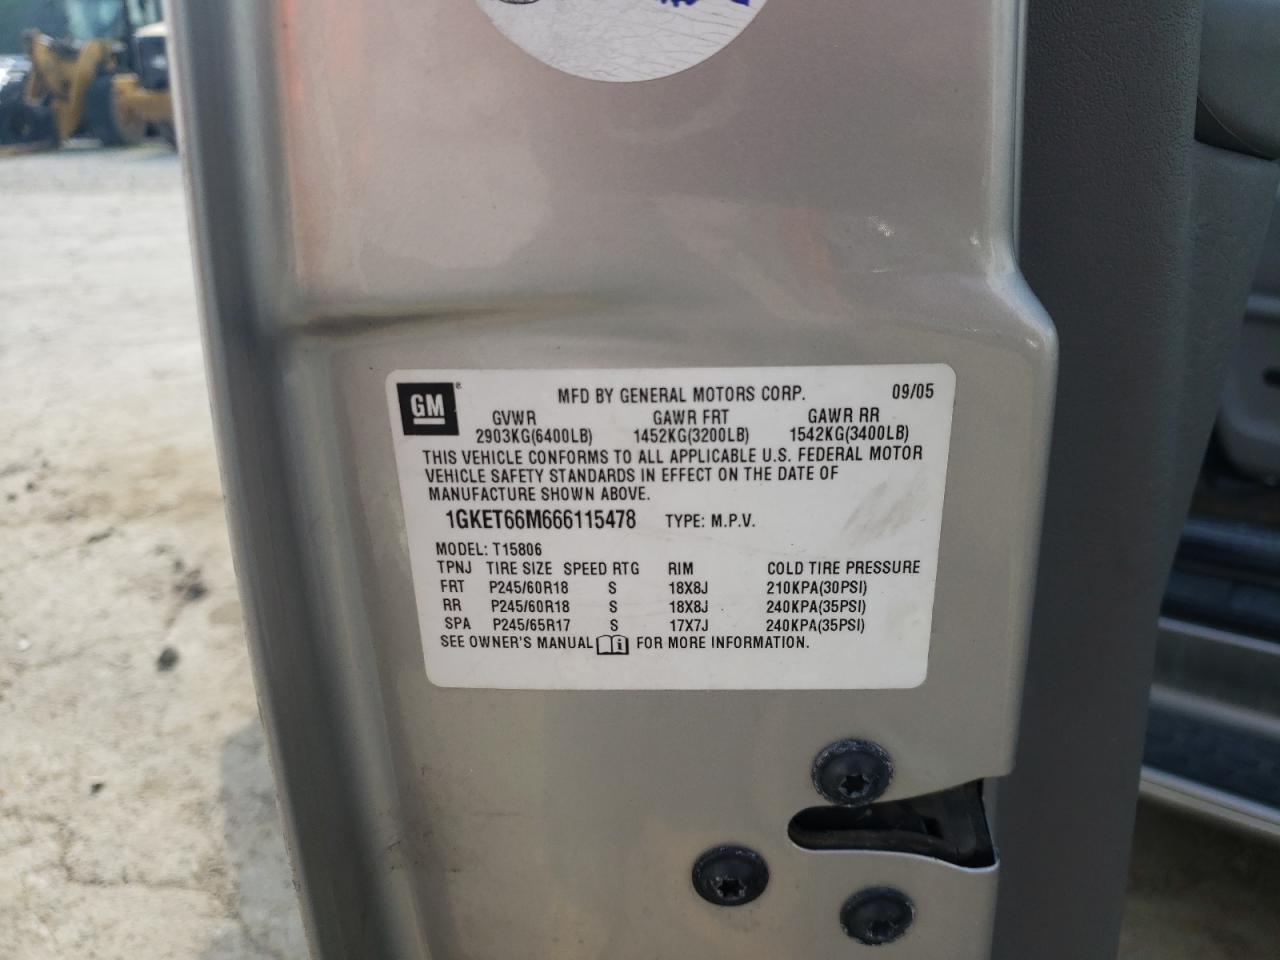 GM ® MFD BY GENERAL MOTORS CORP. 09/05
GVWR GAWR FRT GAWR RR
2903KG(6400LB) 1452KG(3200LB) 1542KG(3400LB)
THIS VEHICLE CONFORMS TO ALL APPLICABLE U.S. FEDERAL MOTOR
VEHICLE SAFETY STANDARDS IN EFFECT ON THE DATE OF
MANUFACTURE SHOWN ABOVE.
1GKET66M666115478 TYPE: M.P.V.
MODEL: T15806
TPNJ TIRE SIZE SPEED RTG RIM COLD TIRE PRESSURE
FRT P245/60R18 S 18X8J 210KPA(30PSI)
RR P245/60R18 S 18X8J 240KPA(35PSI)
SPA P245/65R17 S 17X7J 240KPA(35PSI)
SEE OWNER'S MANUAL i FOR MORE INFORMATION.